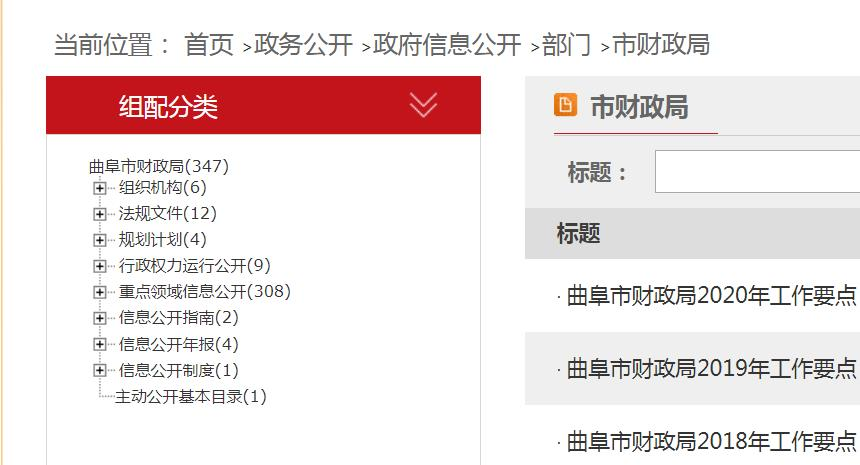 当前位置： 首页 >政务公开 >政府信息公开 >部门 >市财政局
组配分类
曲阜市财政局(347)
组织机构(6)
法规文件(12)
规划计划(4)
行政权力运行公开(9)
重点领域信息公开(308)
信息公开指南(2)
信息公开年报(4)
信息公开制度(1)
主动公开基本目录(1)
市财政局
标题：
标题
· 曲阜市财政局2020年工作要点
· 曲阜市财政局2019年工作要点
· 曲阜市财政局2018年工作要点